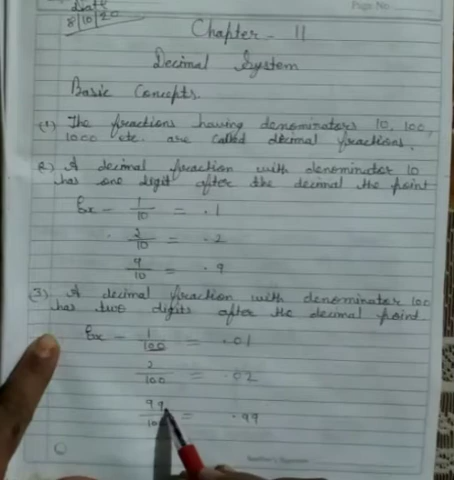 Page No.
Date
8/10/20
Chapter - 11
Decimal System
Basic Concepts.
(1) The fractions having denominators 10, 100,
1000 etc. are called decimal fractions.
2) A decimal fraction with denominator 10
has one digit after the decimal the point
Ex - 1/10 = .1
2/10 = .2
9/10 = .9
(3) A decimal fraction with denominator 100
has two digits after the decimal point
Ex - 1/100 = .01
2/100 = .02
99/100 = .99
Teacher's Signature